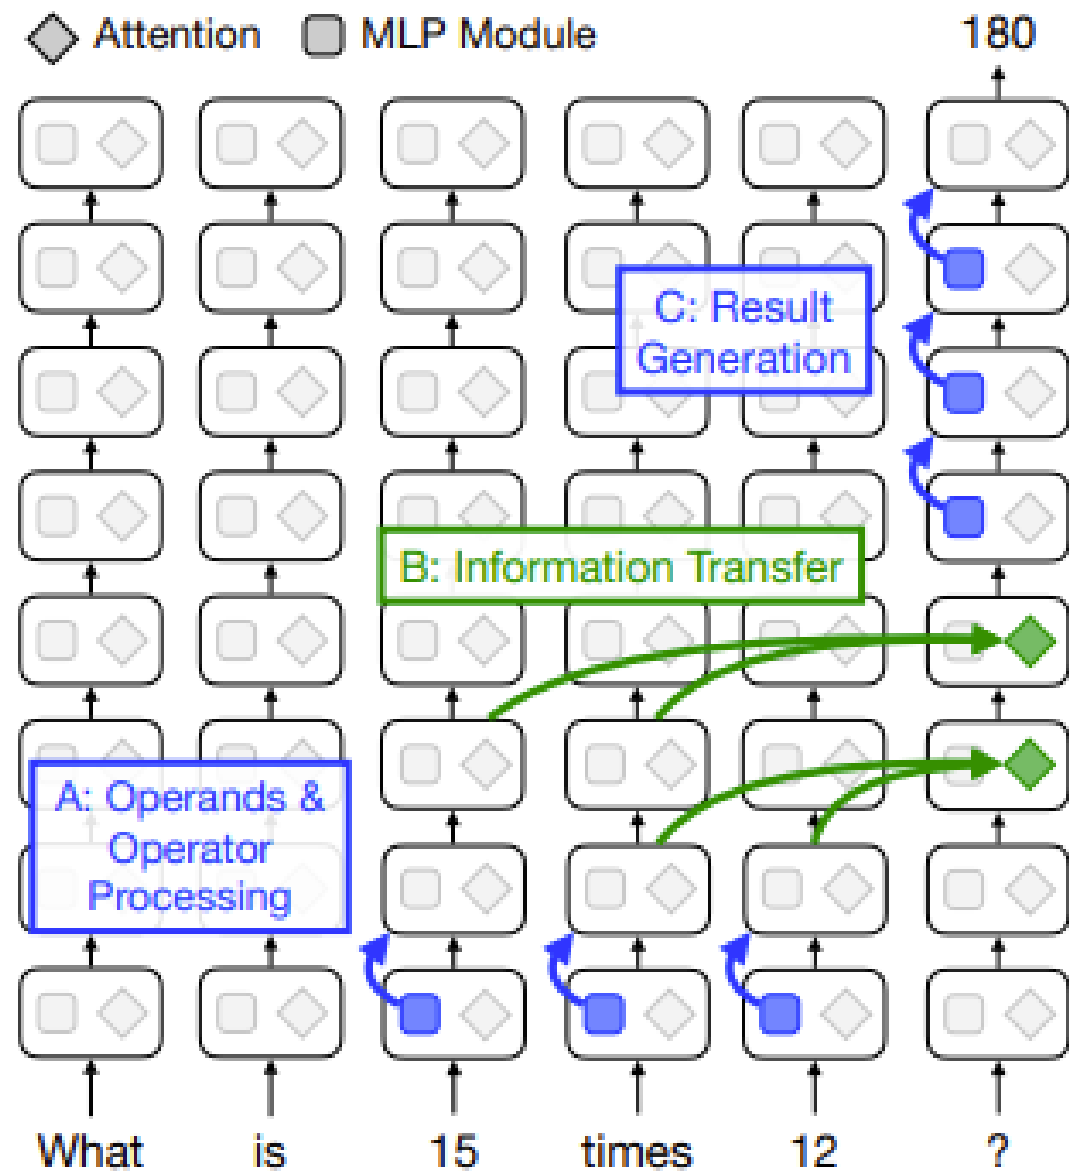 Attention MLP Module 180
C: Result
Generation
B: Information Transfer
A: Operands &
Operator
Processing
What is 15 times 12 ?